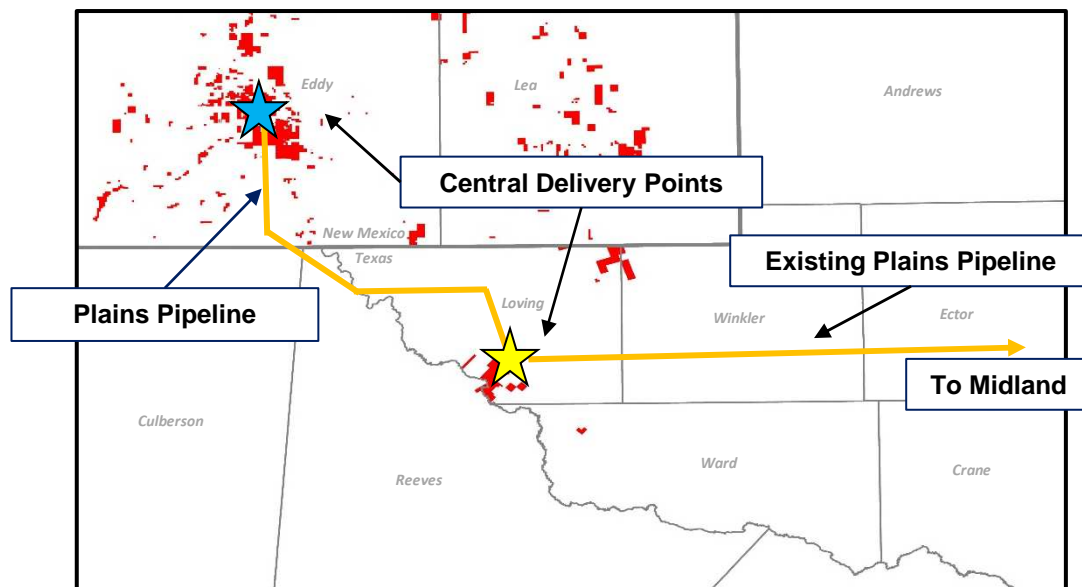 Eddy
Lea
Andrews
Central Delivery Points
New Mexico
Texas
Existing Plains Pipeline
Plains Pipeline
Loving
Winkler
Ector
To Midland
Culberson
Ward
Crane
Reeves